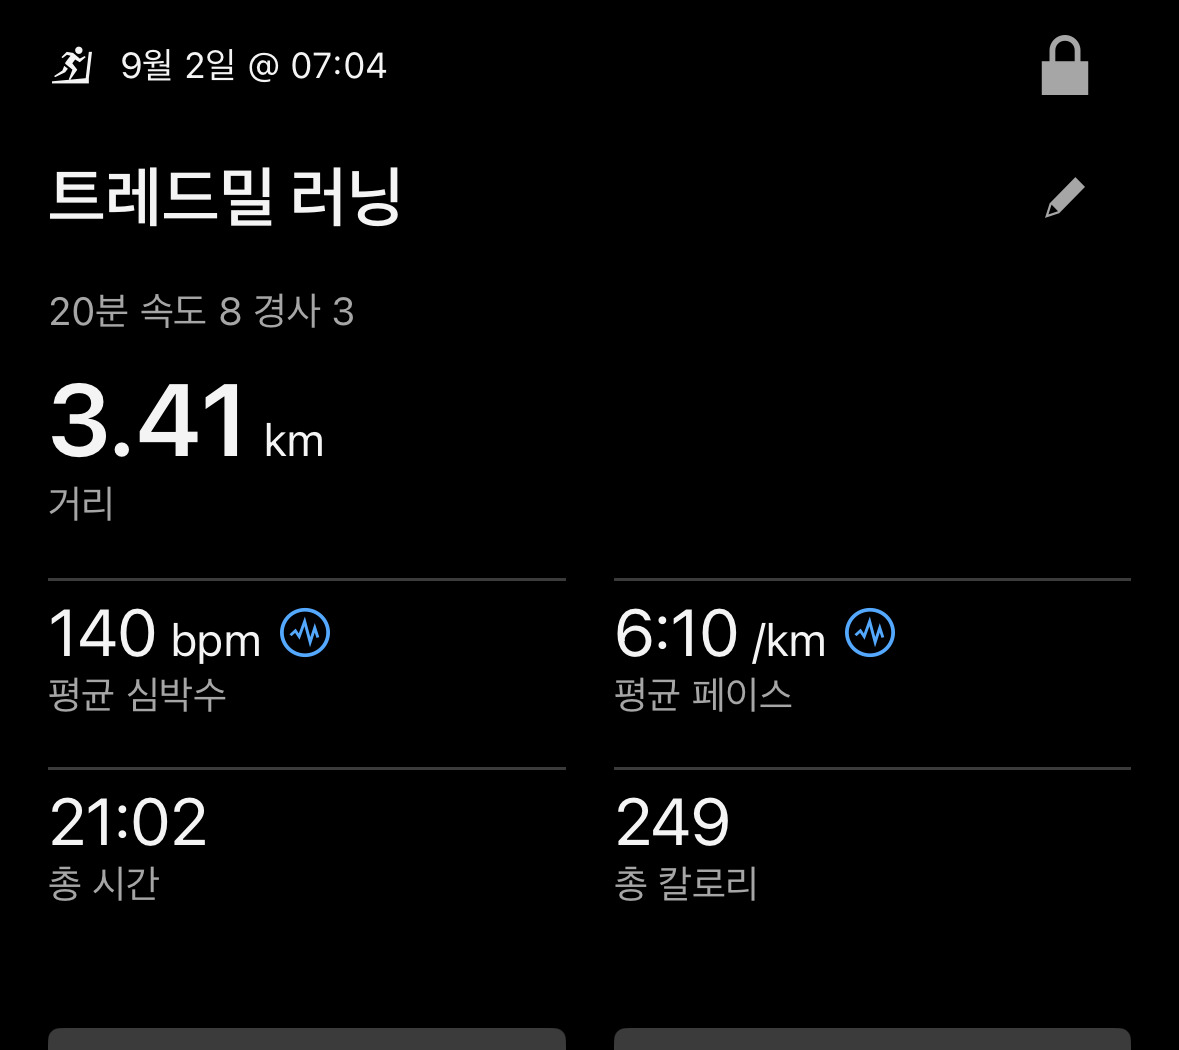 9월 2일 @ 07:04
트레드밀 러닝
20분 속도 8 경사 3
3.41 km
거리
140 bpm
평균 심박수
6:10 /km
평균 페이스
21:02
총 시간
249
총 칼로리